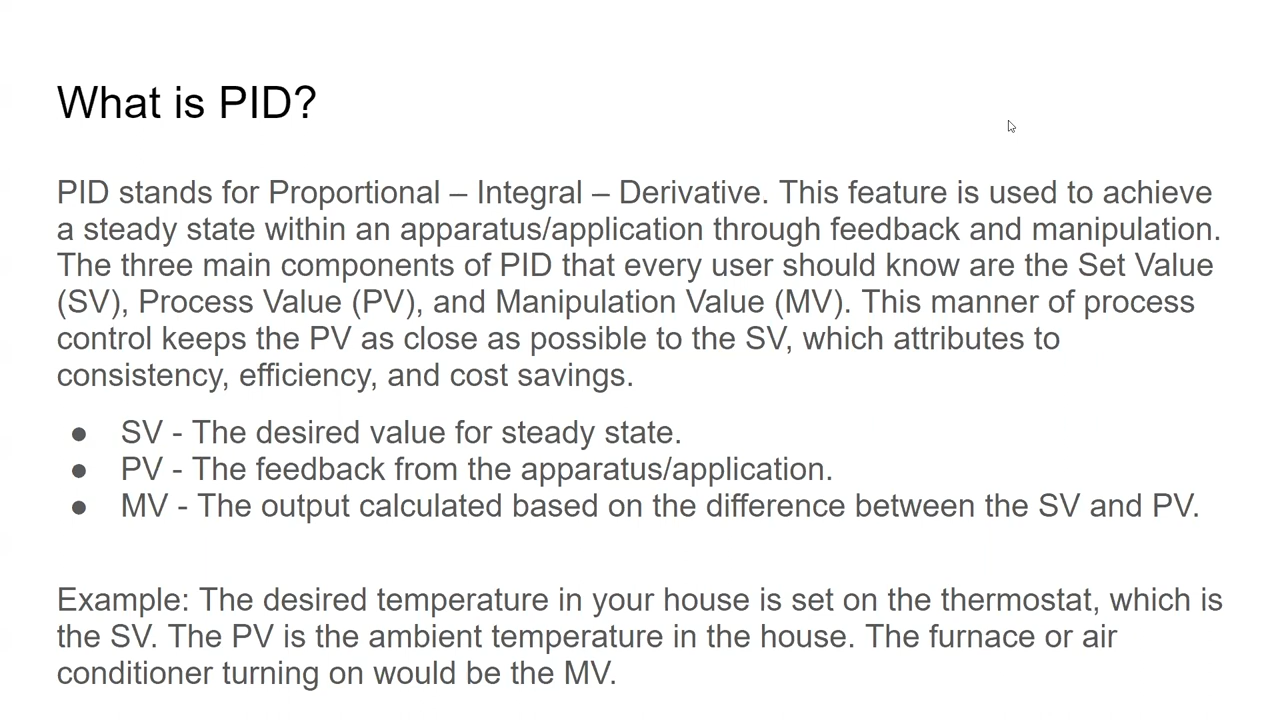 What is PID?
PID stands for Proportional – Integral – Derivative. This feature is used to achieve
a steady state within an apparatus/application through feedback and manipulation.
The three main components of PID that every user should know are the Set Value
(SV), Process Value (PV), and Manipulation Value (MV). This manner of process
control keeps the PV as close as possible to the SV, which attributes to
consistency, efficiency, and cost savings.
● SV - The desired value for steady state.
● PV - The feedback from the apparatus/application.
● MV - The output calculated based on the difference between the SV and PV.
Example: The desired temperature in your house is set on the thermostat, which is
the SV. The PV is the ambient temperature in the house. The furnace or air
conditioner turning on would be the MV.